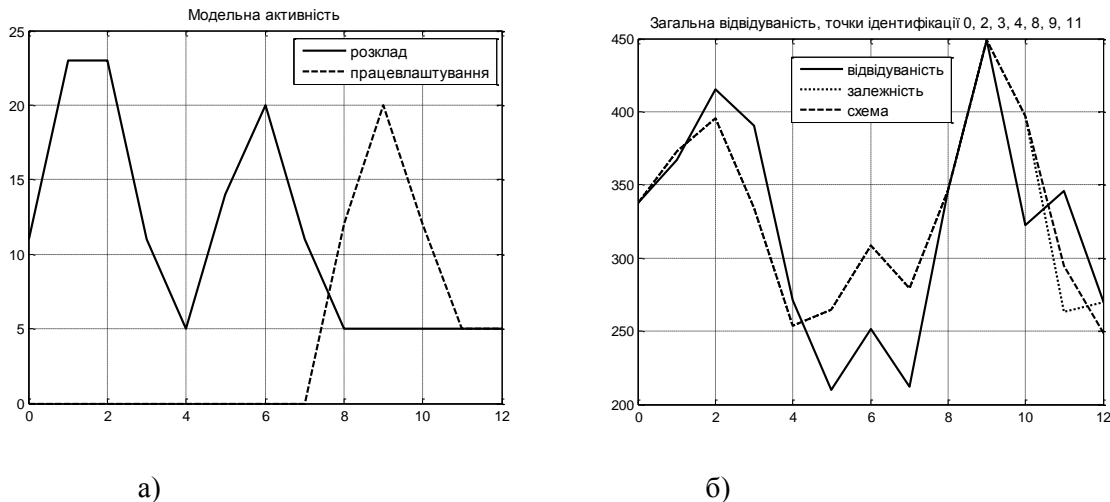 Модельна активність
25
20
15
10
5
0
0 2 4 6 8 10 12
розклад
працевлаштування
а)
Загальна відвідуваність, точки ідентифікації 0, 2, 3, 4, 8, 9, 11
450
400
350
300
250
200
0 2 4 6 8 10 12
відвідуваність
залежність
схема
б)